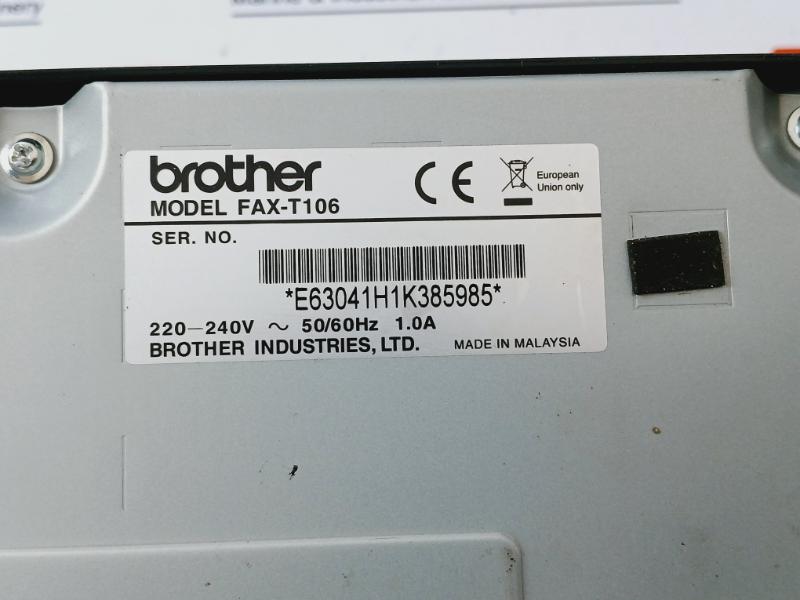 brother
MODEL FAX-T106
CE
European
Union only
SER. NO.
*E63041H1K385985*
220-240V ~ 50/60Hz 1.0A
BROTHER INDUSTRIES, LTD.
MADE IN MALAYSIA